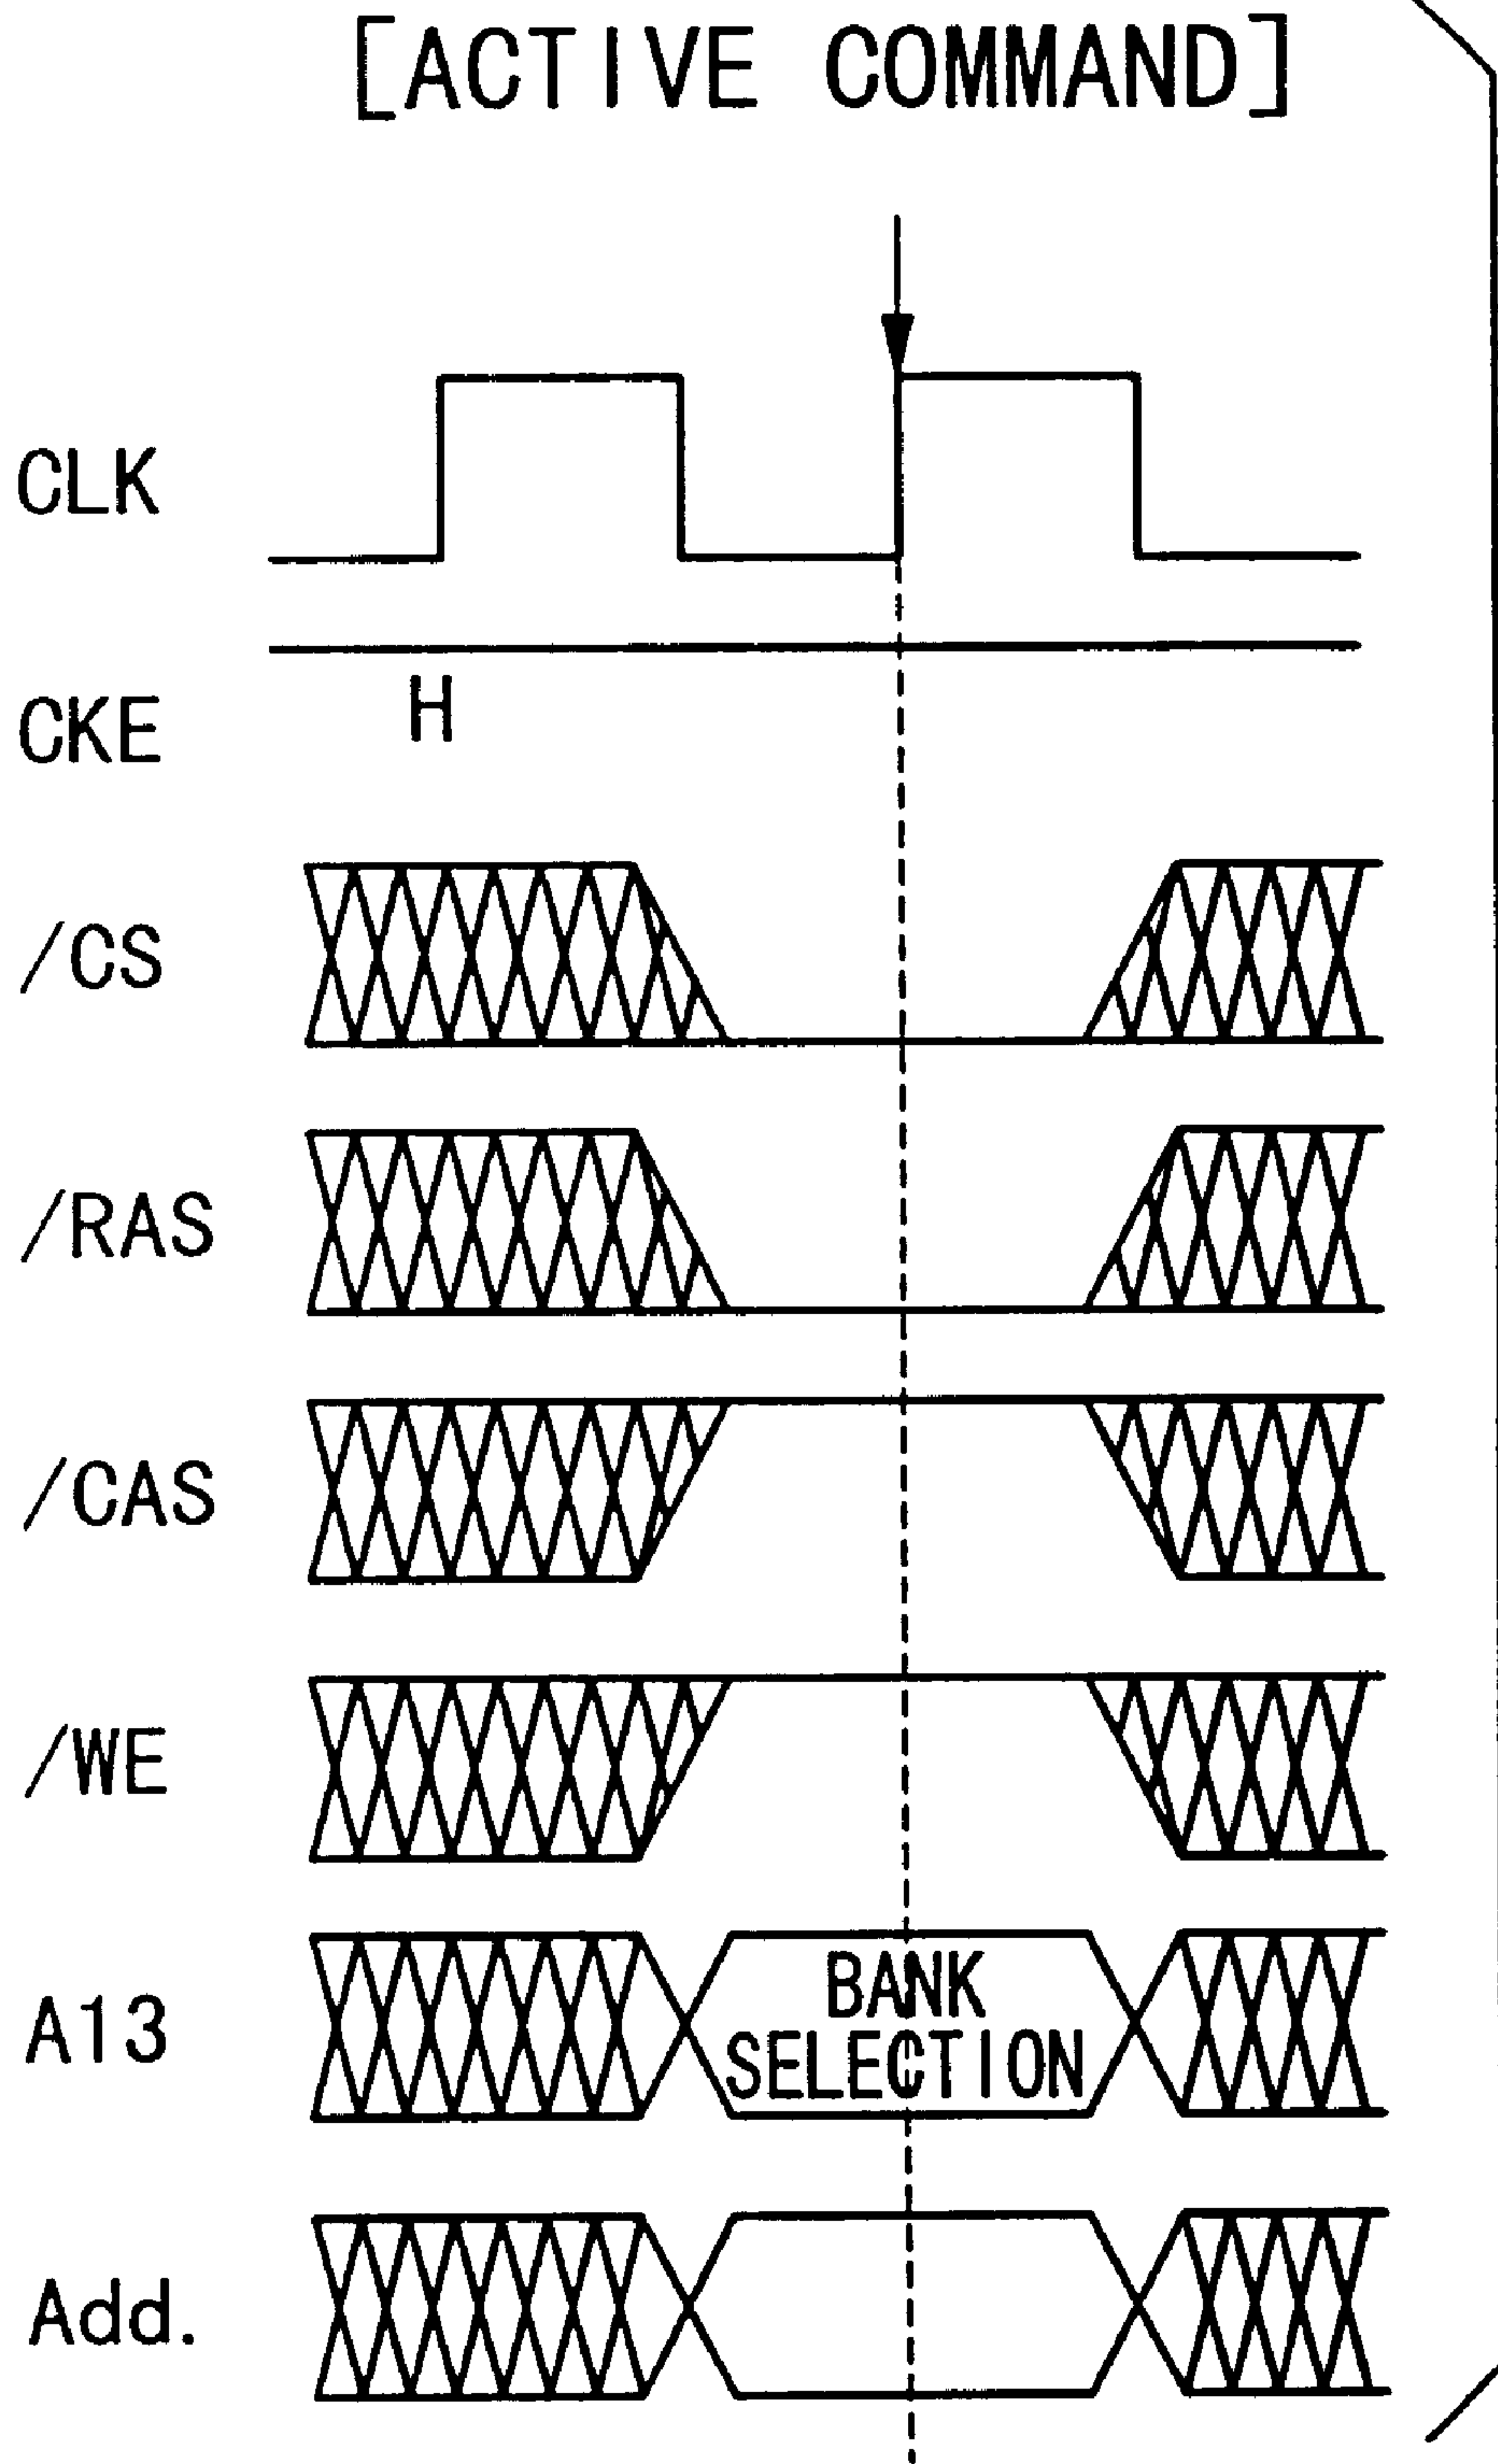 [ACTIVE COMMAND]
CLK
CKE
H
/CS
/RAS
/CAS
/WE
A13
BANK
SELECTION
Add.